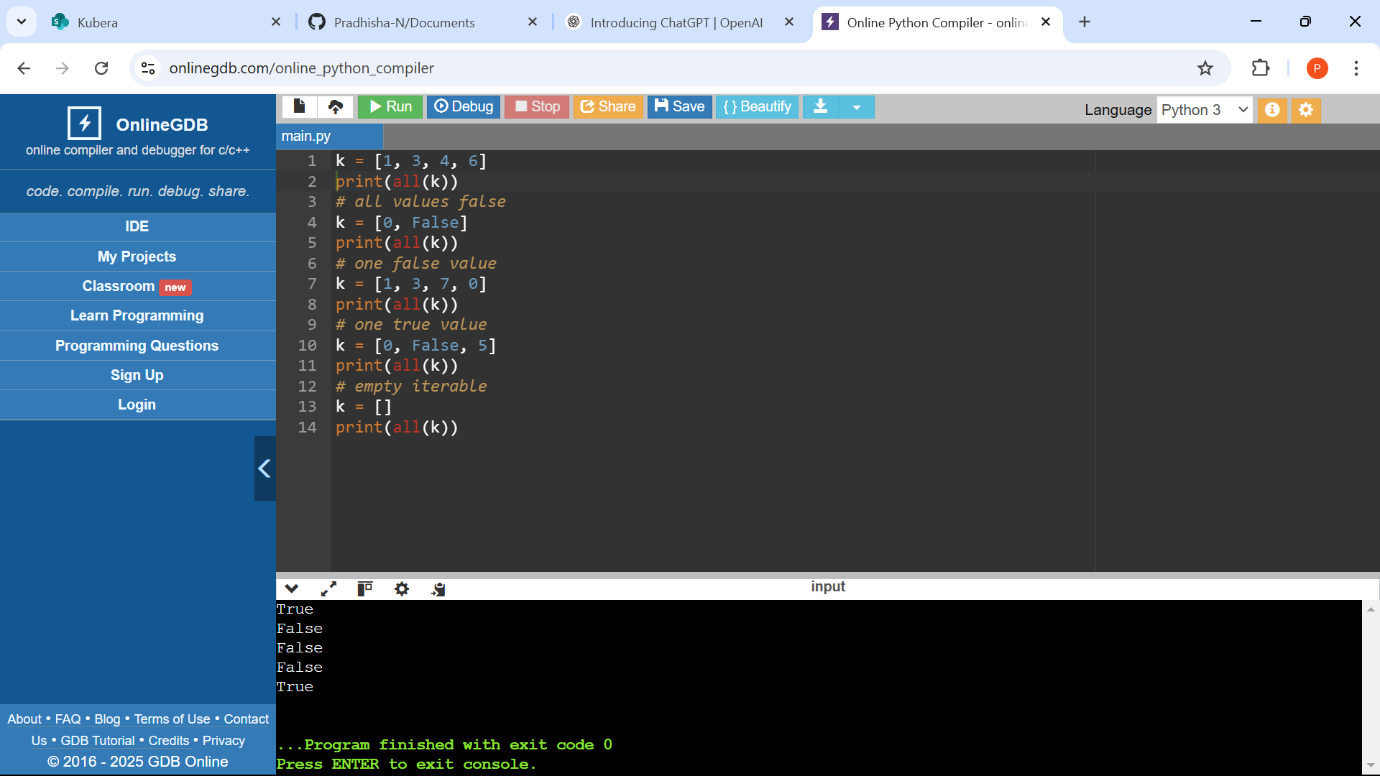 Kubera
Pradhisha-N/Documents
Introducing ChatGPT | OpenAI
Online Python Compiler - onlin
onlinegdb.com/online_python_compiler
P
OnlineGDB
online compiler and debugger for c/c++
code. compile. run. debug. share.
IDE
My Projects
Classroom new
Learn Programming
Programming Questions
Sign Up
Login
About • FAQ • Blog • Terms of Use • Contact
Us • GDB Tutorial • Credits • Privacy
© 2016 - 2025 GDB Online
Run Debug Stop Share Save { } Beautify
Language Python 3
main.py
1 k = [1, 3, 4, 6]
2 print(all(k))
3 # all values false
4 k = [0, False]
5 print(all(k))
6 # one false value
7 k = [1, 3, 7, 0]
8 print(all(k))
9 # one true value
10 k = [0, False, 5]
11 print(all(k))
12 # empty iterable
13 k = []
14 print(all(k))
input
True
False
False
False
True
...Program finished with exit code 0
Press ENTER to exit console.